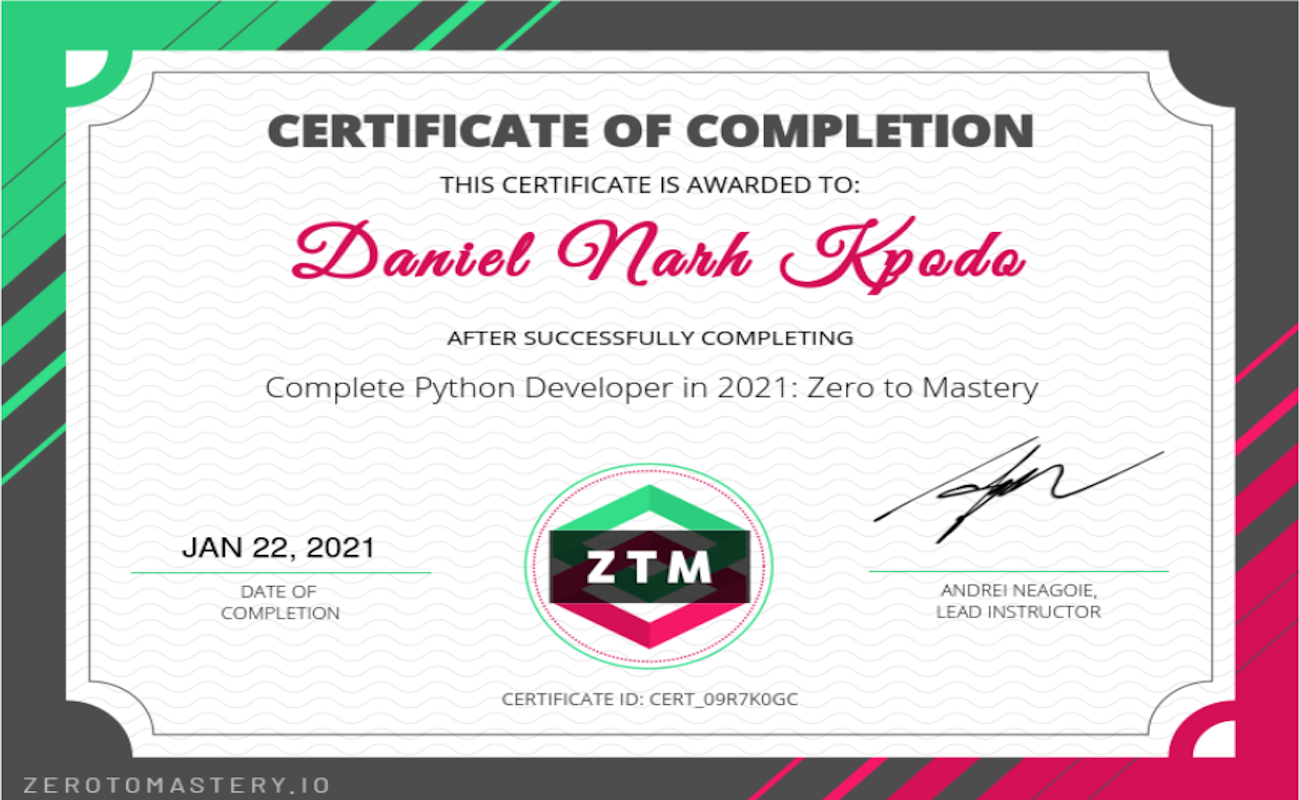 CERTIFICATE OF COMPLETION
THIS CERTIFICATE IS AWARDED TO:
Daniel Narh Kpodo
AFTER SUCCESSFULLY COMPLETING
Complete Python Developer in 2021: Zero to Mastery
ZTM
JAN 22, 2021
DATE OF
COMPLETION
ANDREI NEAGOIE,
LEAD INSTRUCTOR
CERTIFICATE ID: CERT_09R7K0GC
ZEROTOMASTERY.IO